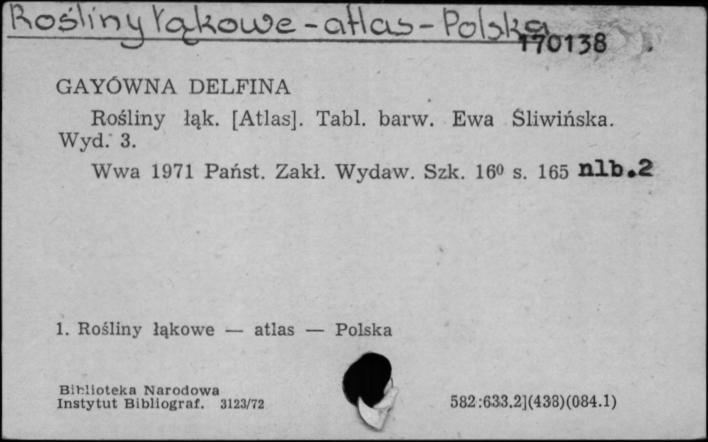 Rośliny łąkowe - atlas - Polska
170138
GAYÓWNA DELFINA
Rośliny łąk. [Atlas]. Tabl. barw. Ewa Śliwińska.
Wyd. 3.
Wwa 1971 Państ. Zakł. Wydaw. Szk. 16⁰ s. 165 nlb.2
1. Rośliny łąkowe — atlas — Polska
Biblioteka Narodowa
Instytut Bibliograf. 3123/72
582:633.2](438)(084.1)